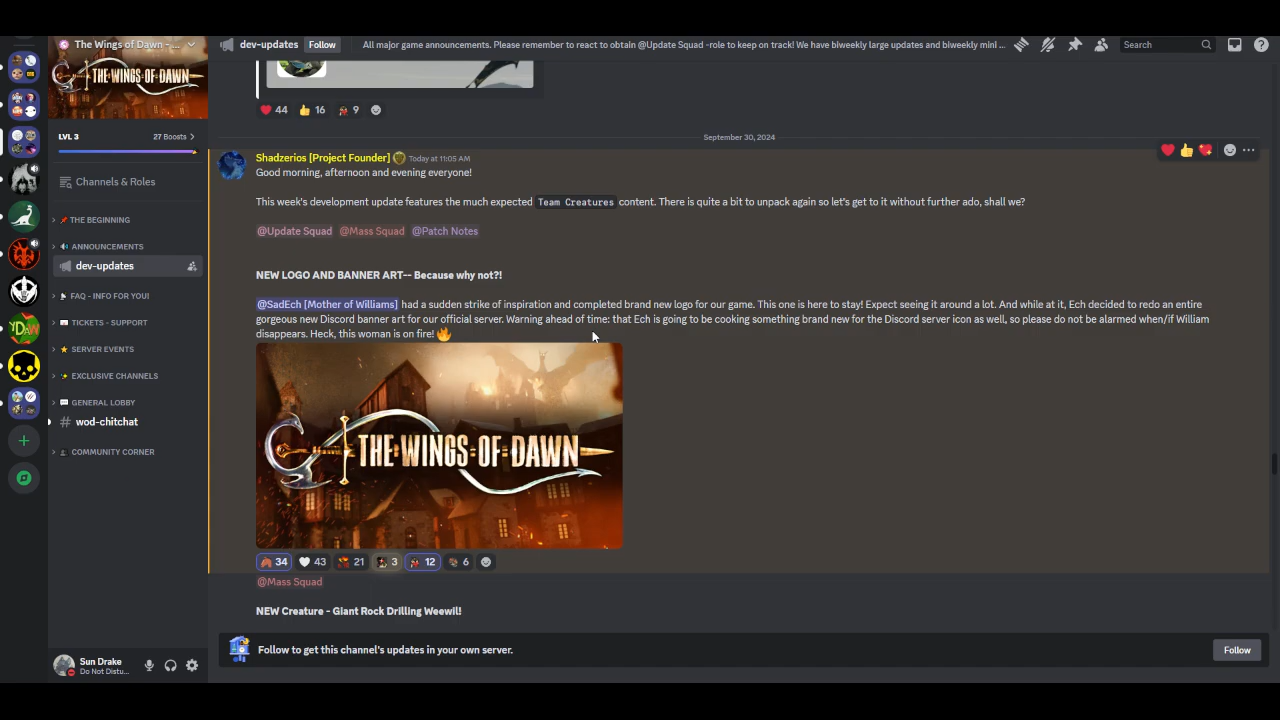 The Wings of Dawn - ...
dev-updates
Follow
All major game announcements. Please remember to react to obtain @Update Squad -role to keep on track! We have biweekly large updates and biweekly mini ...
Search
THE WINGS OF DAWN
LVL 3
27 Boosts
Channels & Roles
THE BEGINNING
ANNOUNCEMENTS
dev-updates
FAQ - INFO FOR YOU!
TICKETS - SUPPORT
SERVER EVENTS
EXCLUSIVE CHANNELS
GENERAL LOBBY
wod-chitchat
COMMUNITY CORNER
Sun Drake
Do Not Distu...
44 16 9
September 30, 2024
Shadzerios [Project Founder] Today at 11:05 AM
Good morning, afternoon and evening everyone!
This week's development update features the much expected Team Creatures content. There is quite a bit to unpack again so let's get to it without further ado, shall we?
@Update Squad @Mass Squad @Patch Notes
NEW LOGO AND BANNER ART-- Because why not?!
@SadEch [Mother of Williams] had a sudden strike of inspiration and completed brand new logo for our game. This one is here to stay! Expect seeing it around a lot. And while at it, Ech decided to redo an entire
gorgeous new Discord banner art for our official server. Warning ahead of time: that Ech is going to be cooking something brand new for the Discord server icon as well, so please do not be alarmed when/if William
disappears. Heck, this woman is on fire! 🔥
THE WINGS OF DAWN
34 43 21 3 12 6
@Mass Squad
NEW Creature - Giant Rock Drilling Weewil!
Follow to get this channel's updates in your own server.
Follow